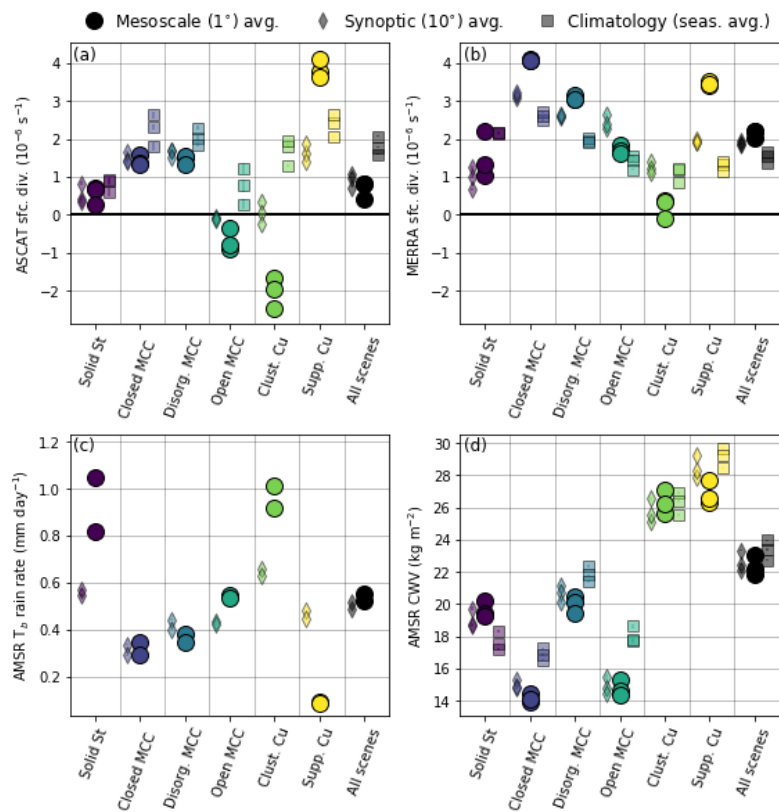 Mesoscale (1°) avg. Synoptic (10°) avg. Climatology (seas. avg.)
(a)
ASCAT sfc. div. (10⁻⁶ s⁻¹)
4
3
2
1
0
−1
−2
Solid St
Closed MCC
Disorg. MCC
Open MCC
Clust. Cu
Supp. Cu
All scenes
(b)
MERRA sfc. div. (10⁻⁶ s⁻¹)
4
3
2
1
0
−1
−2
Solid St
Closed MCC
Disorg. MCC
Open MCC
Clust. Cu
Supp. Cu
All scenes
(c)
AMSR T_b rain rate (mm day⁻¹)
1.2
1.0
0.8
0.6
0.4
0.2
Solid St
Closed MCC
Disorg. MCC
Open MCC
Clust. Cu
Supp. Cu
All scenes
(d)
AMSR CWV (kg m⁻²)
30
28
26
24
22
20
18
16
14
Solid St
Closed MCC
Disorg. MCC
Open MCC
Clust. Cu
Supp. Cu
All scenes